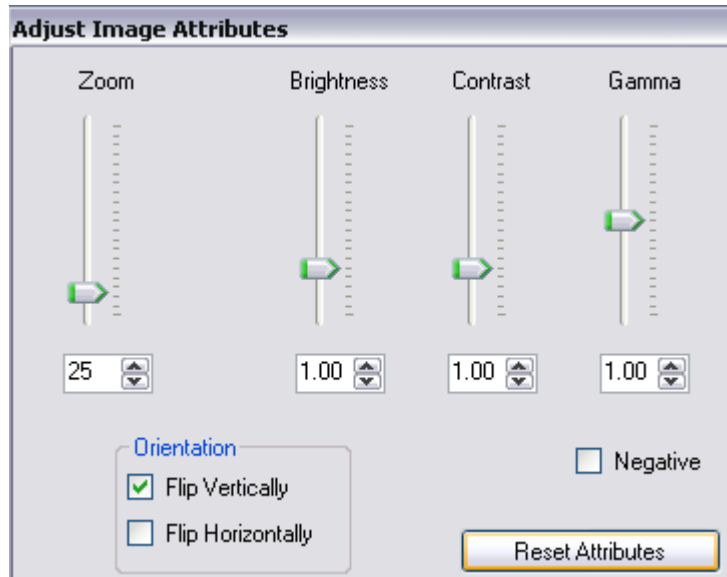 Adjust Image Attributes
Zoom Brightness Contrast Gamma
25 1.00 1.00 1.00
Orientation
Flip Vertically
Negative
Flip Horizontally
Reset Attributes